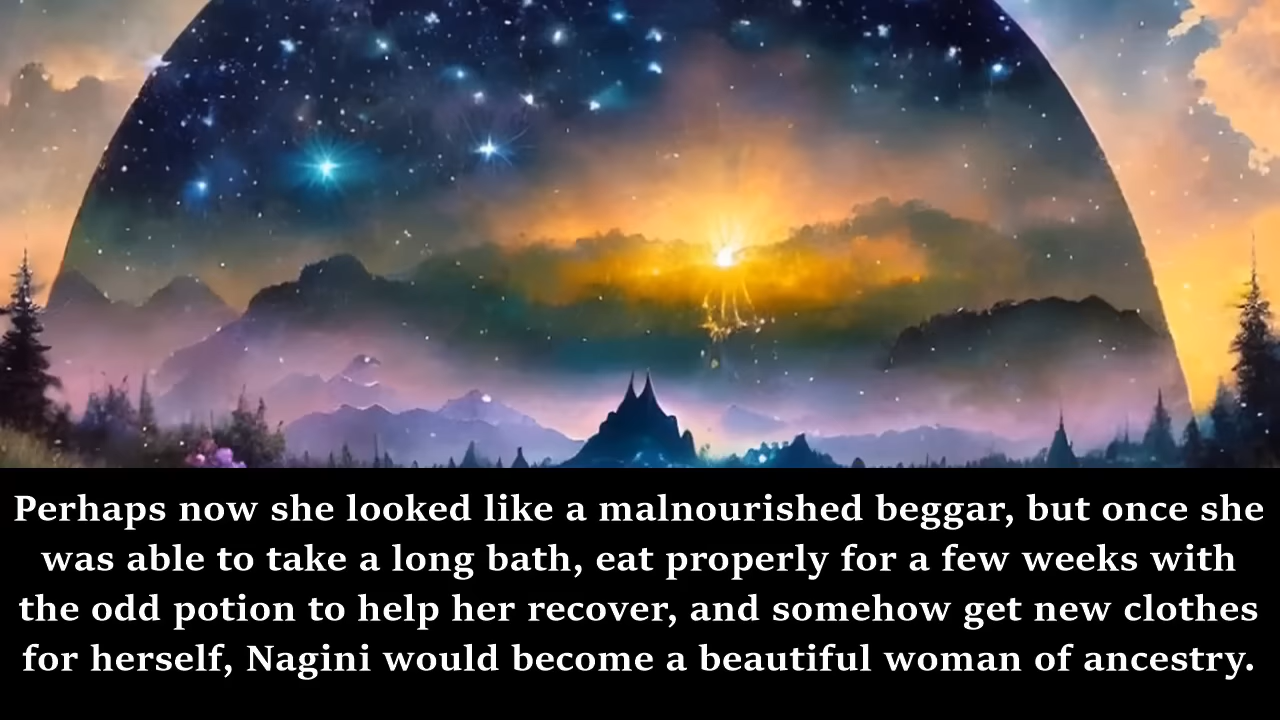 Perhaps now she looked like a malnourished beggar, but once she
was able to take a long bath, eat properly for a few weeks with
the odd potion to help her recover, and somehow get new clothes
for herself, Nagini would become a beautiful woman of ancestry.